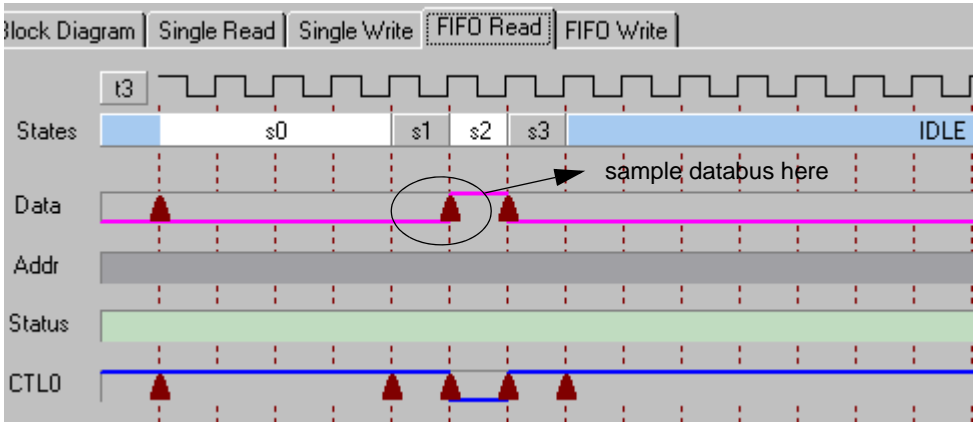 Block Diagram Single Read Single Write FIFO Read FIFO Write
t3
States s0 s1 s2 s3 IDLE
sample databus here
Data
Addr
Status
CTL0